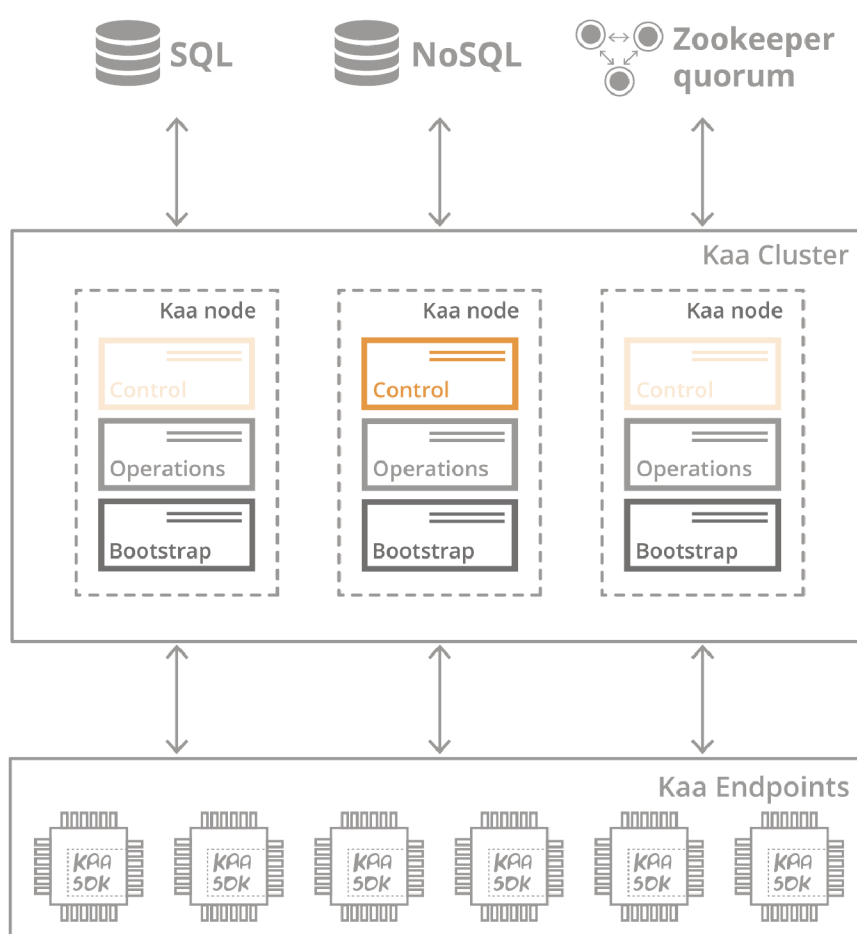 SQL
NoSQL
Zookeeper
quorum
Kaa Cluster
Kaa node
Control
Operations
Bootstrap
Kaa node
Control
Operations
Bootstrap
Kaa node
Control
Operations
Bootstrap
Kaa Endpoints
KAA
SDK
KAA
SDK
KAA
SDK
KAA
SDK
KAA
SDK
KAA
SDK